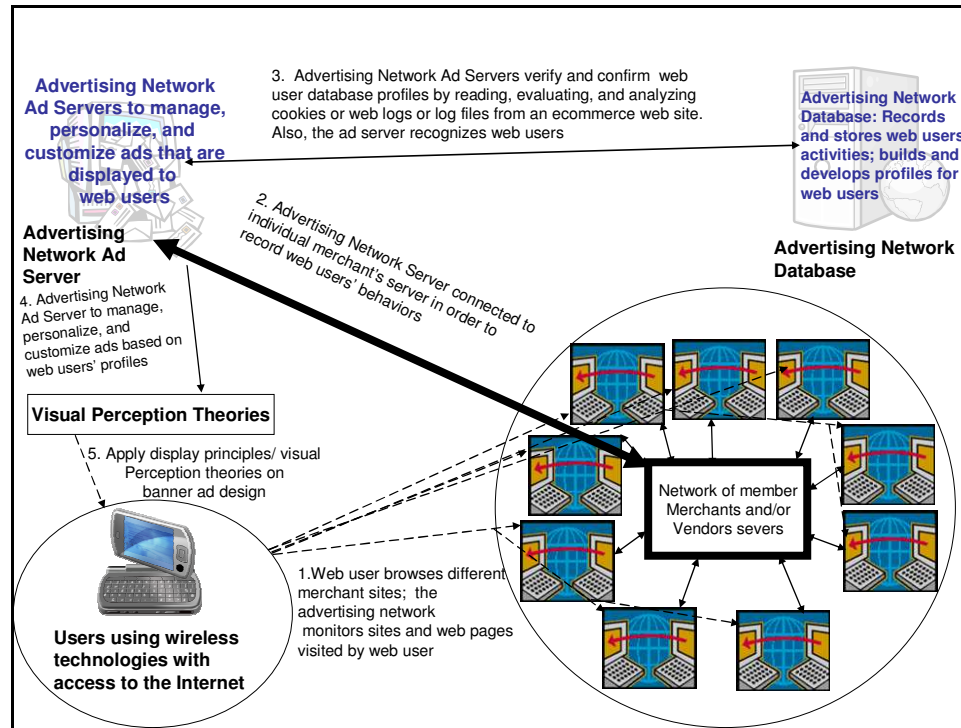 3.  Advertising Network Ad Servers verify and confirm  web
user database profiles by reading, evaluating, and analyzing
cookies or web logs or log files from an ecommerce web site.
Also, the ad server recognizes web users
Advertising Network
Ad Servers to manage,
personalize, and
customize ads that are
displayed to
web users
Advertising Network
Database: Records
and stores web users
activities; builds and
develops profiles for
web users
Advertising
Network Ad
Server
Advertising Network
Database
2. Advertising Network Server connected to
individual merchant's server in order to
record web users' behaviors
4. Advertising Network
Ad Server to manage,
personalize, and
customize ads based on
web users' profiles
Visual Perception Theories
5. Apply display principles/ visual
Perception theories on
banner ad design
Network of member
Merchants and/or
Vendors severs
1.Web user browses different
merchant sites;  the
advertising network
monitors sites and web pages
visited by web user
Users using wireless
technologies with
access to the Internet